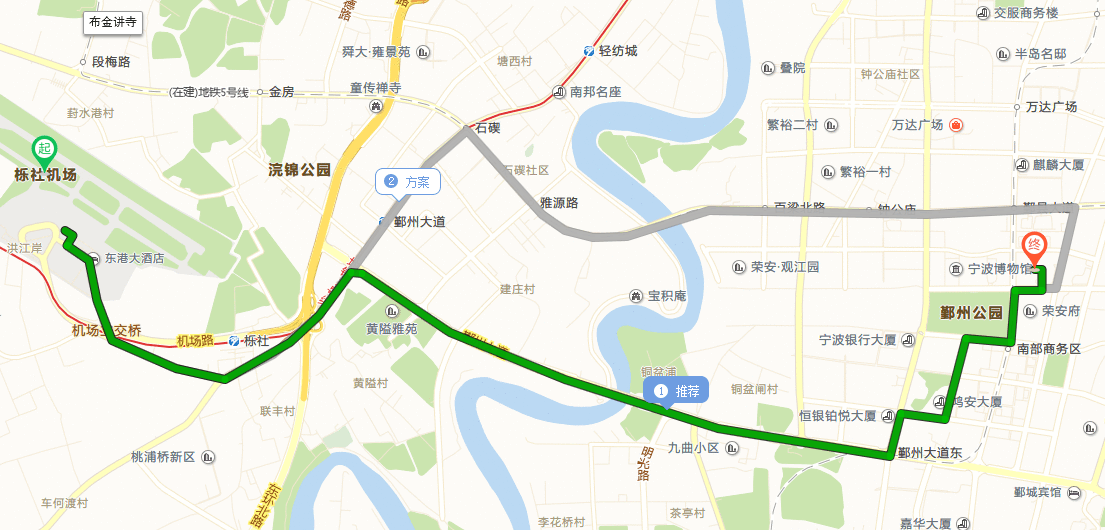 布金讲寺
交服商务楼
舜大·雍景苑
轻纺城
半岛名邸
段梅路
塘西村
叠院
钟公庙社区
(在建)地铁5号线
金房
童传禅寺
南邦名座
万达广场
葑水港村
石碶
繁裕二村
万达广场
起
栎社机场
浣锦公园
石碶社区
麒麟大厦
2 方案
繁裕一村
雅源路
百梁北路
钟公庙
鄞州大道
洪江岸
东港大酒店
终
荣安·观江园
宁波博物馆
建庄村
宝积庵
黄隘雅苑
鄞州公园
荣安府
机场路
栎社
宁波银行大厦
南部商务区
黄隘村
铜盆浦
1 推荐
铜盆闸村
联丰村
恒银铂悦大厦
鸿安大厦
桃浦桥新区
九曲小区
明光路
鄞州大道东
车何渡村
东环北路
李花桥村
茶亭村
鄞城宾馆
嘉华大厦